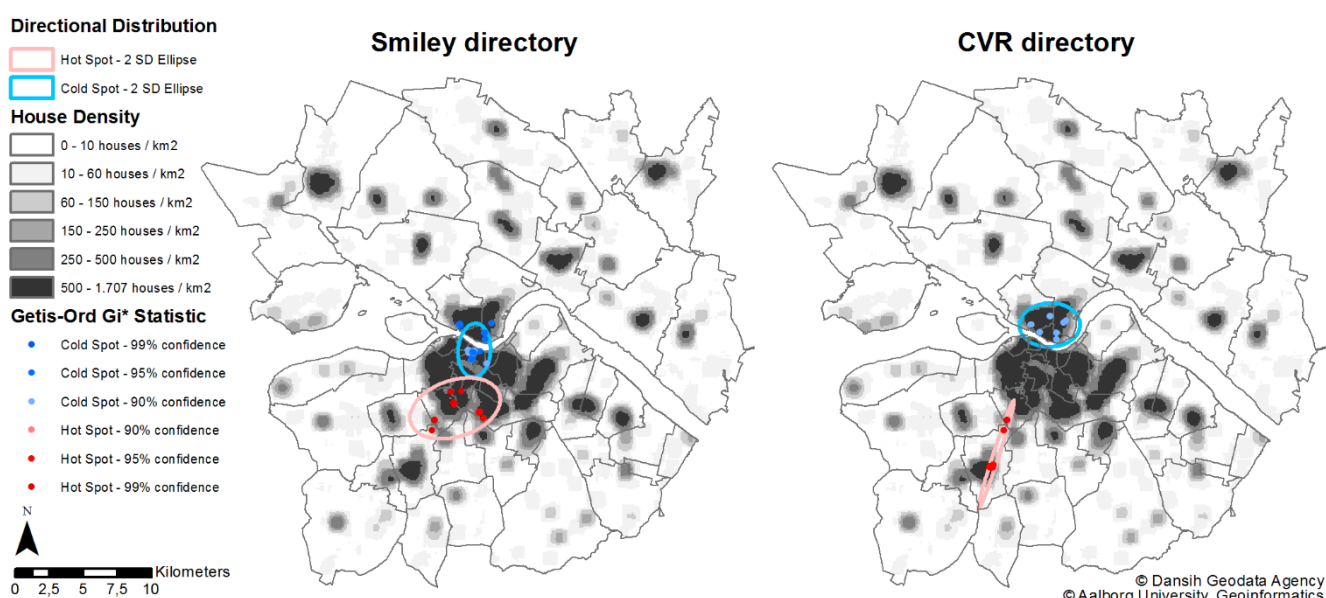 Directional Distribution
Hot Spot - 2 SD Ellipse
Cold Spot - 2 SD Ellipse
House Density
0 - 10 houses / km2
10 - 60 houses / km2
60 - 150 houses / km2
150 - 250 houses / km2
250 - 500 houses / km2
500 - 1.707 houses / km2
Getis-Ord Gi* Statistic
Cold Spot - 99% confidence
Cold Spot - 95% confidence
Cold Spot - 90% confidence
Hot Spot - 90% confidence
Hot Spot - 95% confidence
Hot Spot - 99% confidence
N
Kilometers
0 2,5 5 7,5 10
Smiley directory
CVR directory
© Dansih Geodata Agency
© Aalborg University, Geoinformatics